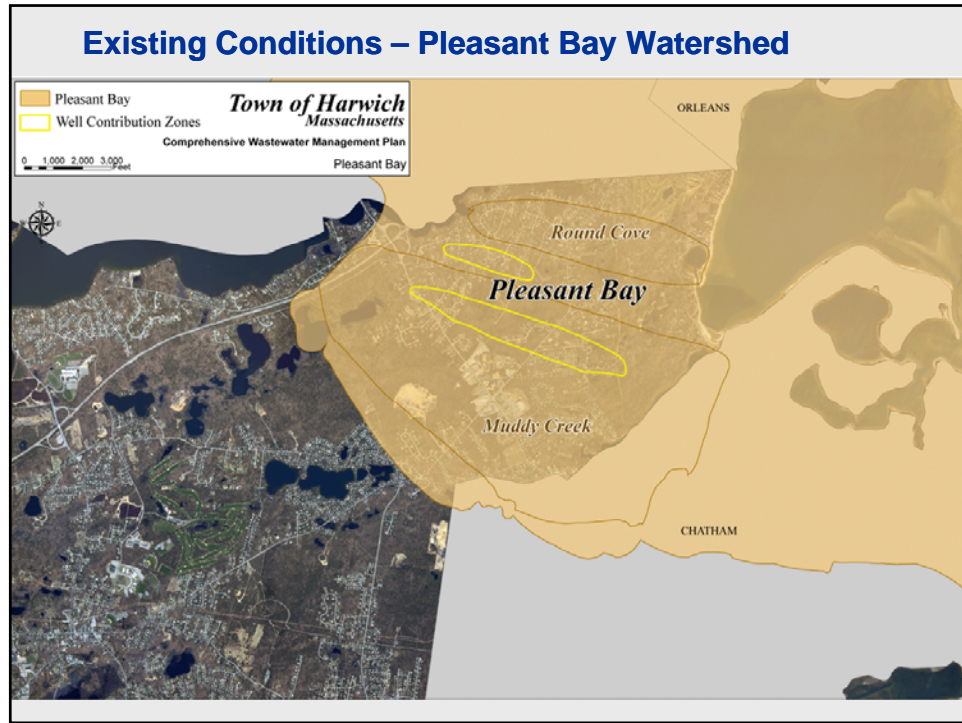 Existing Conditions – Pleasant Bay Watershed
Pleasant Bay
Well Contribution Zones
Town of Harwich
Massachusetts
Comprehensive Wastewater Management Plan
Pleasant Bay
0 1,000 2,000 3,000
Feet
N
W E
S
ORLEANS
Round Cove
Pleasant Bay
Muddy Creek
CHATHAM